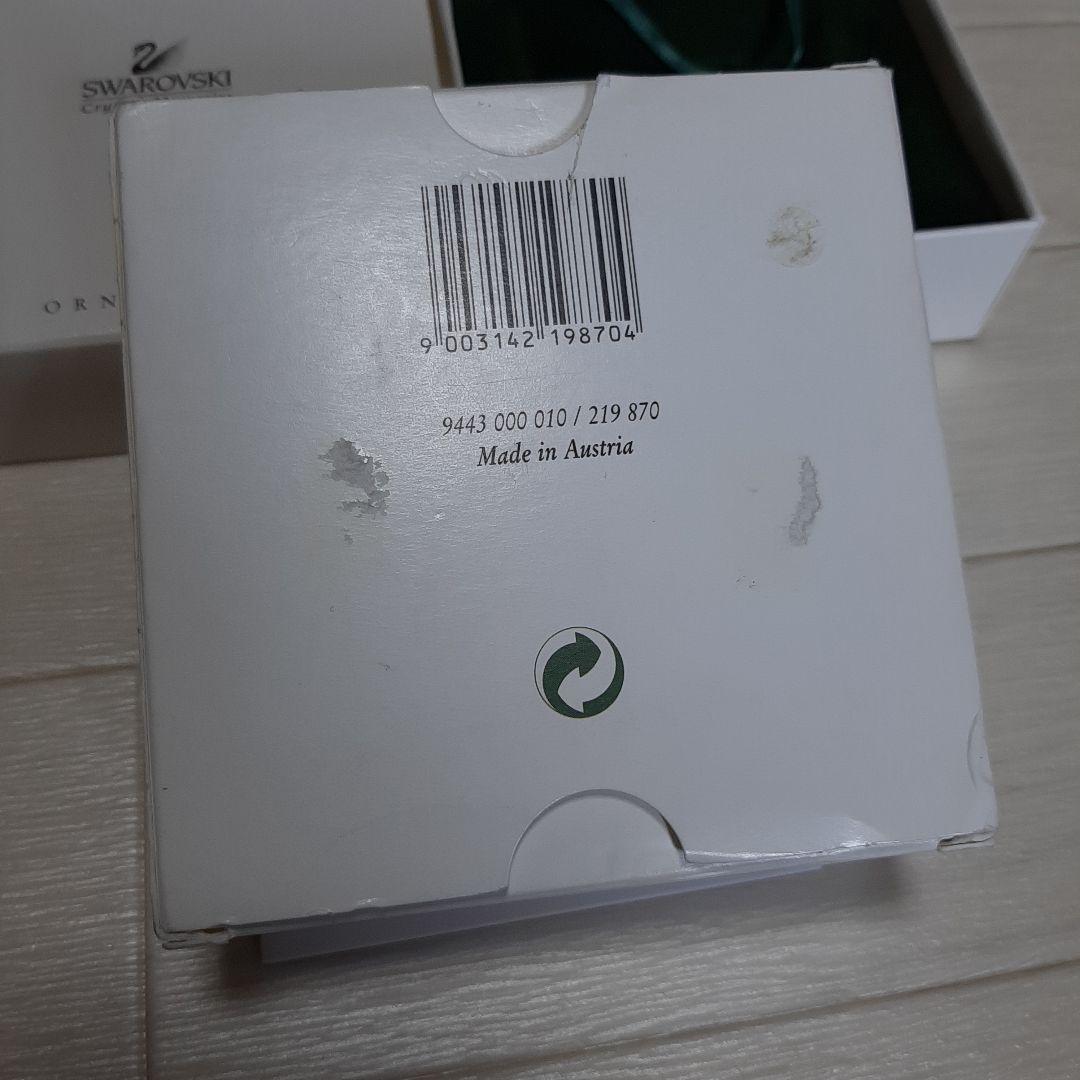 SWAROVSKI
ORN
9 003142 198704
9443 000 010 / 219 870
Made in Austria